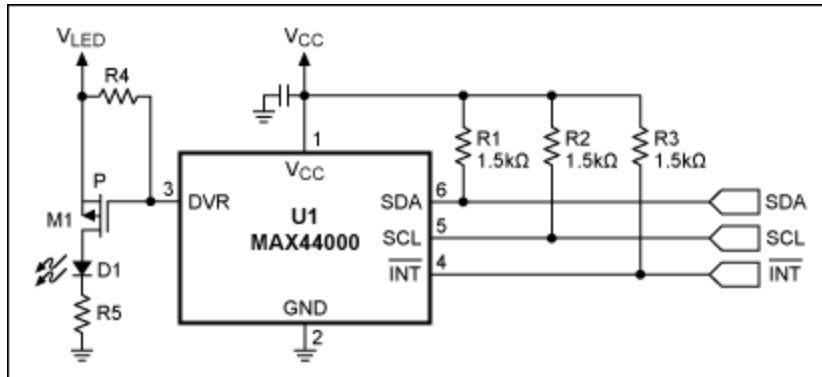 VLED
VCC
R4
R1
1.5kΩ
R2
1.5kΩ
R3
1.5kΩ
1
VCC
P
M1
3
DVR
U1
MAX44000
SDA
6
SDA
SCL
5
SCL
INT
4
INT
D1
R5
GND
2